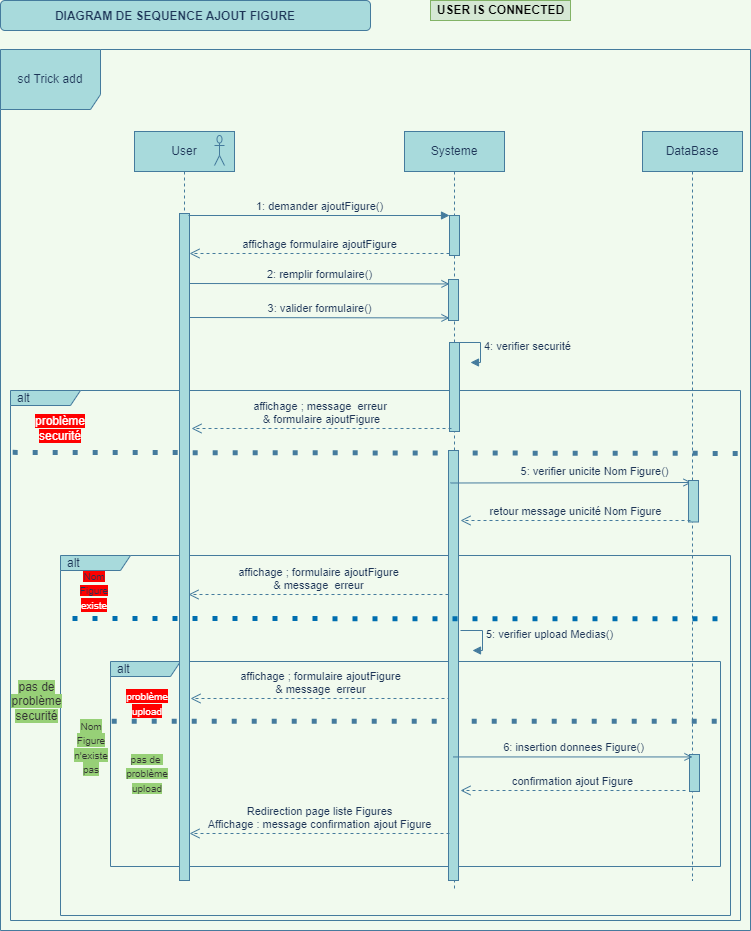 DIAGRAM DE SEQUENCE AJOUT FIGURE
USER IS CONNECTED
sd Trick add
User
Systeme
DataBase
1: demander ajoutFigure()
affichage formulaire ajoutFigure
2: remplir formulaire()
3: valider formulaire()
4: verifier securité
alt
affichage ; message erreur
& formulaire ajoutFigure
problème
securité
5: verifier unicite Nom Figure()
retour message unicité Nom Figure
alt
affichage ; formulaire ajoutFigure
& message erreur
Nom
Figure
existe
5: verifier upload Medias()
alt
affichage ; formulaire ajoutFigure
& message erreur
problème
upload
pas de
problème
securité
Nom
Figure
n'existe
pas
6: insertion donnees Figure()
pas de
problème
upload
confirmation ajout Figure
Redirection page liste Figures
Affichage : message confirmation ajout Figure